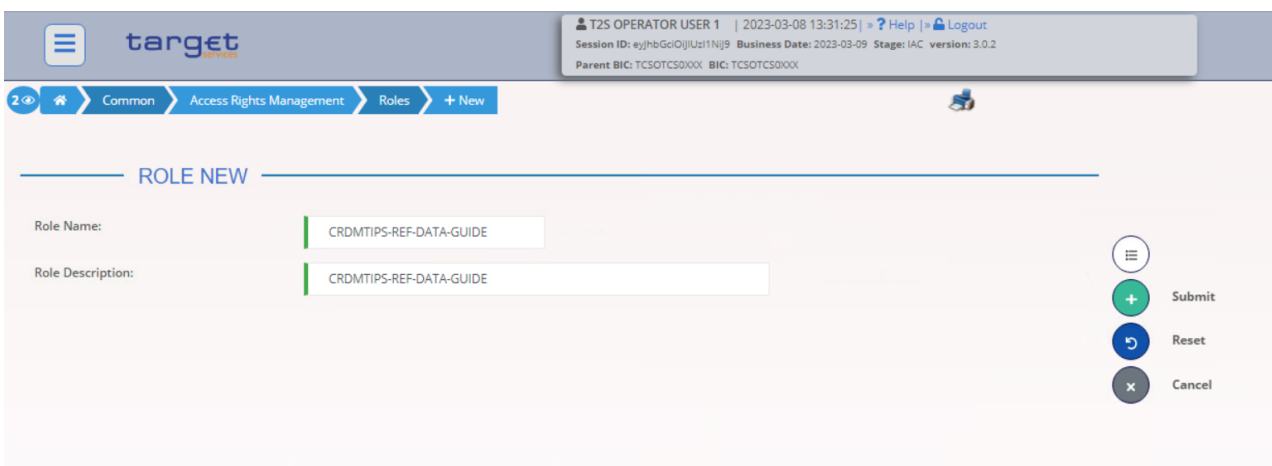 T2S OPERATOR USER 1 | 2023-03-08 13:31:25| » ? Help |» Logout
Session ID: eyJhbGciOiJIUzI1NiJ9 Business Date: 2023-03-09 Stage: IAC version: 3.0.2
Parent BIC: TCSOTCS0XXX BIC: TCSOTCS0XXX
target
services
2 Common Access Rights Management Roles + New
ROLE NEW
Role Name: CRDMTIPS-REF-DATA-GUIDE
Role Description: CRDMTIPS-REF-DATA-GUIDE
Submit
Reset
Cancel